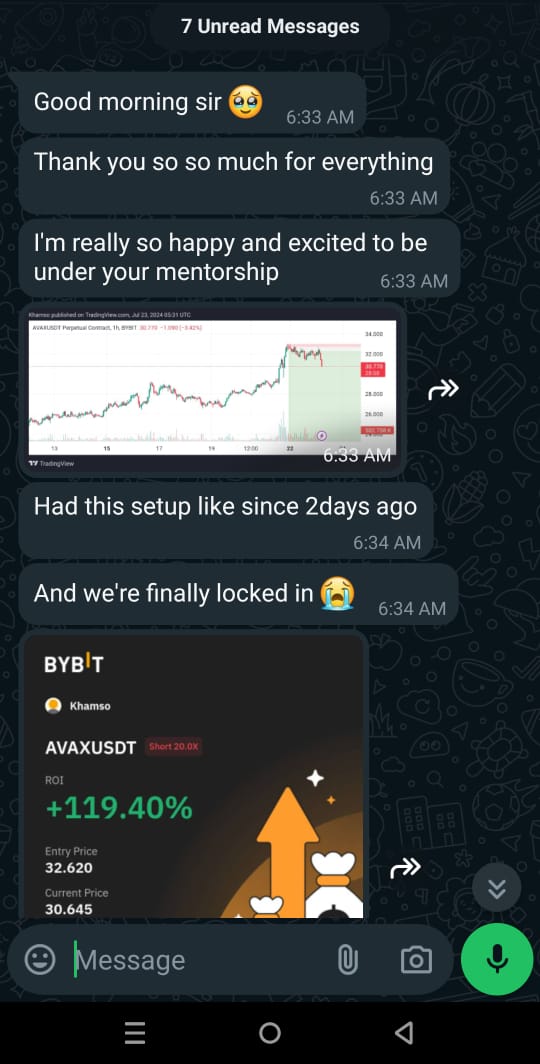 7 Unread Messages
Good morning sir 🥹
6:33 AM
Thank you so so much for everything
6:33 AM
I'm really so happy and excited to be
under your mentorship
6:33 AM
Khamso published on TradingView.com, Jul 23, 2024 05:31 UTC
AVAXUSDT Perpetual Contract, 1h, BYBIT 30.770 −1.090 (−3.42%)
34.000
32.000
30.770
28.000
26.000
13
15
17
19
12:00
22
TradingView
6:33 AM
Had this setup like since 2days ago
6:34 AM
And we're finally locked in 😭
6:34 AM
BYBIT
Khamso
AVAXUSDT Short 20.0X
ROI
+119.40%
Entry Price
32.620
Current Price
30.645
Message